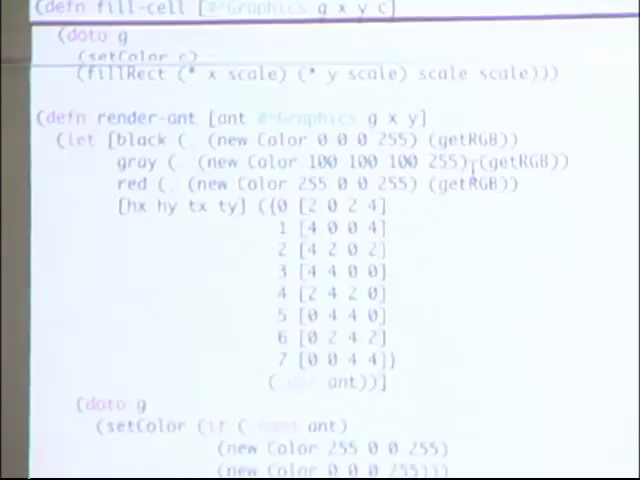 (defn fill-cell [#^Graphics g x y c]
(doto g
(setColor c)
(fillRect (* x scale) (* y scale) scale scale)))
(defn render-ant [ant #^Graphics g x y]
(let [black (. (new Color 0 0 0 255) (getRGB))
gray (. (new Color 100 100 100 255) (getRGB))
red (. (new Color 255 0 0 255) (getRGB))
[hx hy tx ty] ({0 [2 0 2 4]
1 [4 0 0 4]
2 [4 2 0 2]
3 [4 4 0 0]
4 [2 4 2 0]
5 [0 4 4 0]
6 [0 2 4 2]
7 [0 0 4 4]}
( ant))]
(doto g
(setColor (if ( ant)
(new Color 255 0 0 255)
(new Color 0 0 0 255)))